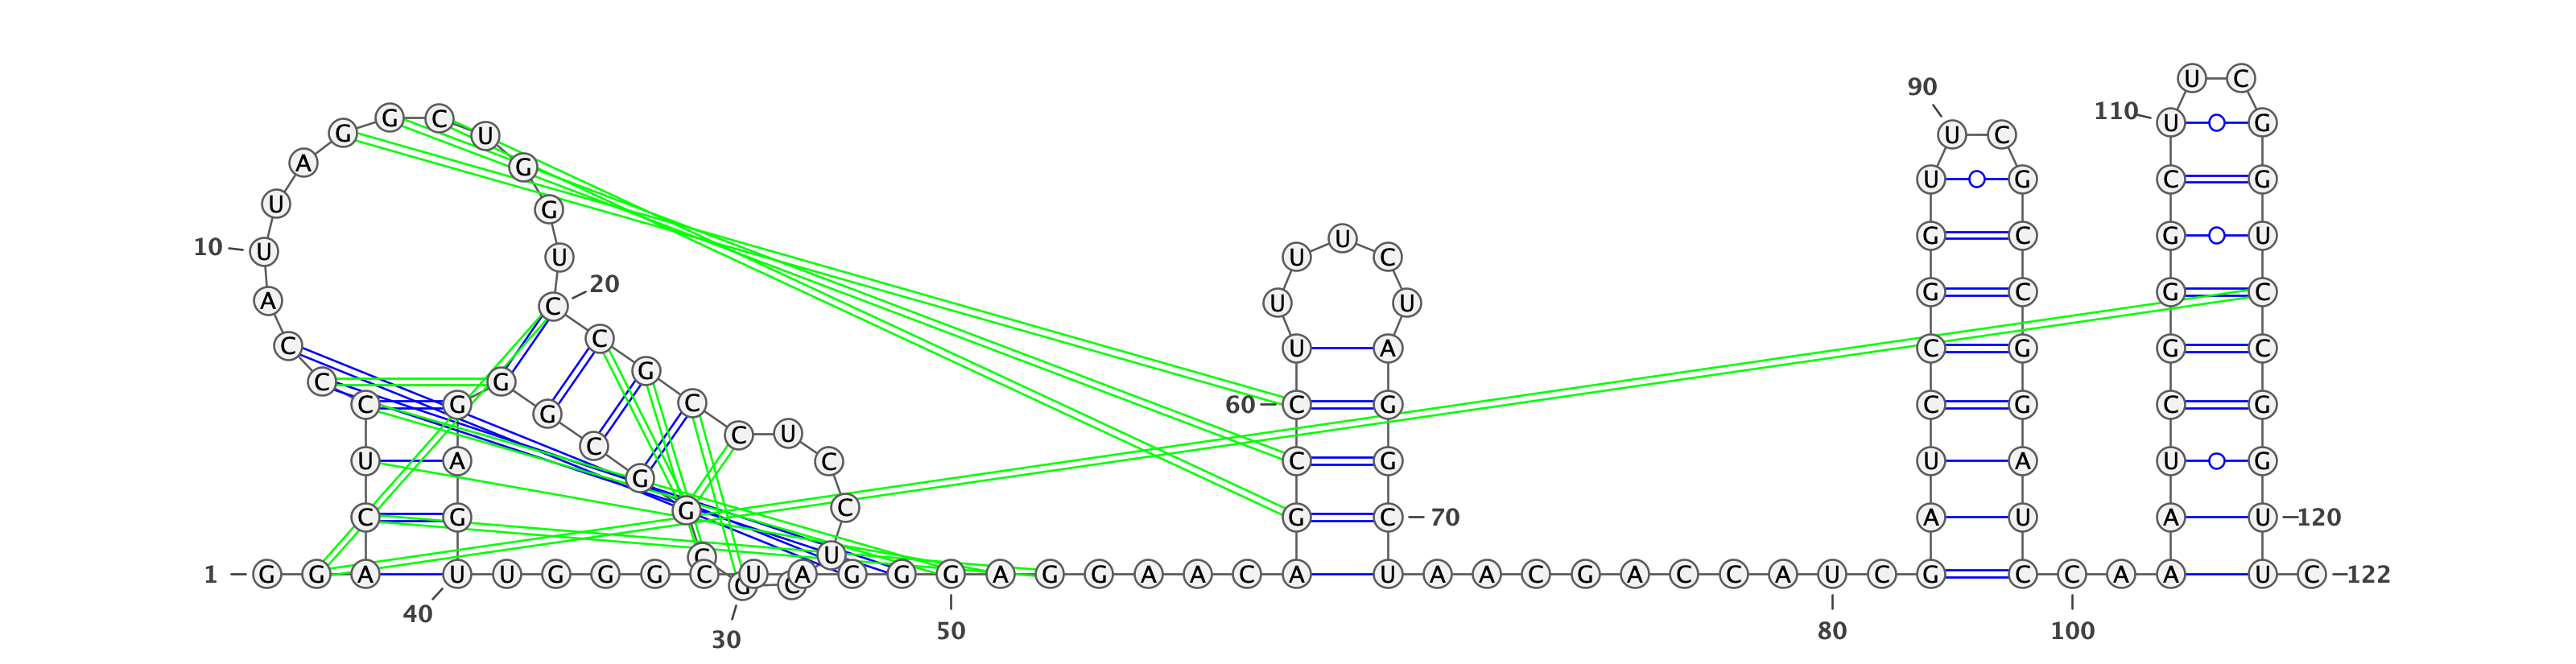 1
G G A C U C C C A U
10
U A G G C U G G U C
20
C G C C U C C U C G
30
C G G C G G G A G U
40
U G G G C U A G G G
50
A G G A A C A G C C
60
U U U U C U A G G C
70
U A A C G A C C A U
80
C G A U C C G G U U
90
C G C C G G A U C C
100
A A A U C G G G C U
110
U C G G U C C G G U
120
U C
122